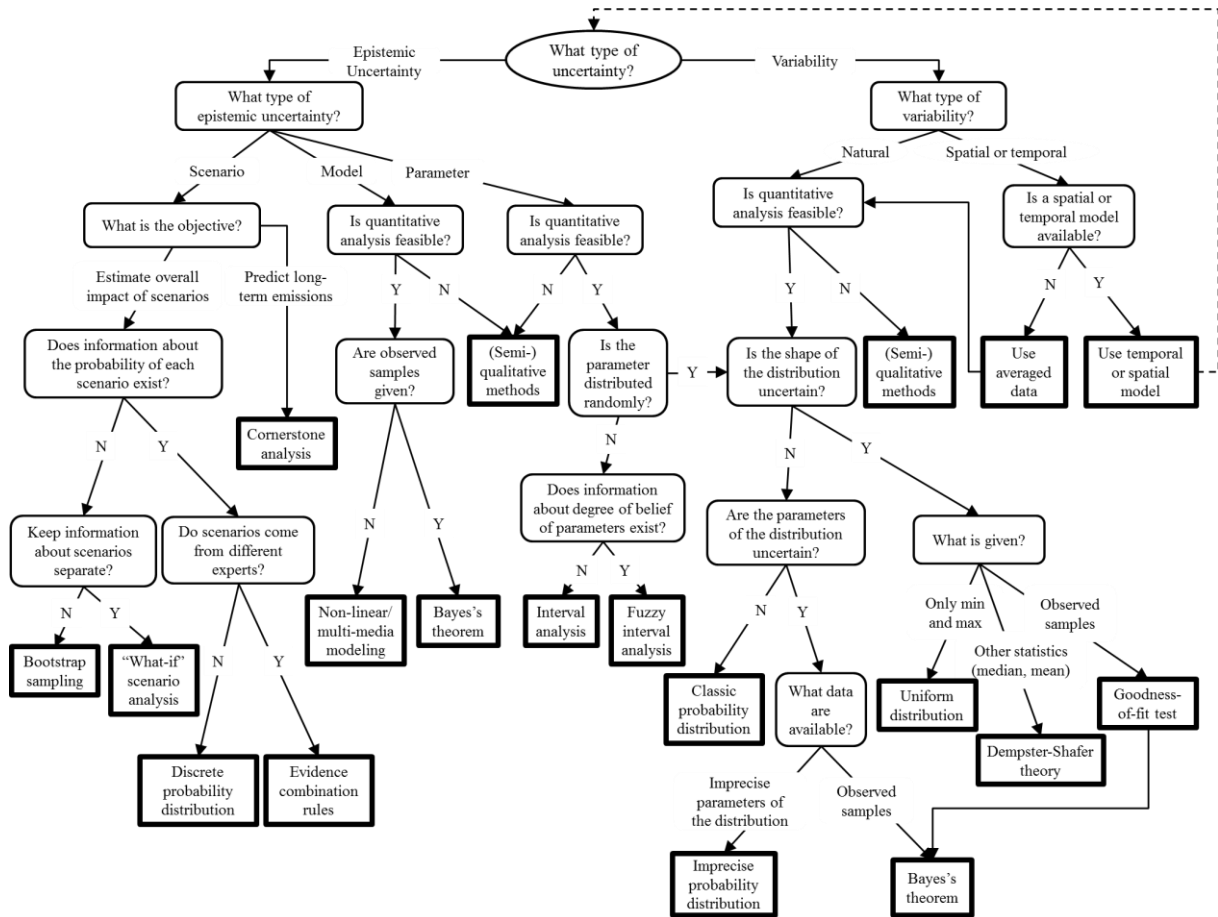 What type of
uncertainty?
Epistemic
Uncertainty
Variability
What type of
epistemic uncertainty?
What type of
variability?
Scenario
Model
Parameter
Natural
Spatial or temporal
What is the objective?
Is quantitative
analysis feasible?
Is quantitative
analysis feasible?
Is quantitative
analysis feasible?
Is a spatial or
temporal model
available?
Estimate overall
impact of scenarios
Predict long-
term emissions
Y
N
N
Y
Y
N
N
Y
Does information about
the probability of each
scenario exist?
Cornerstone
analysis
Are observed
samples
given?
(Semi-)
qualitative
methods
Is the
parameter
distributed
randomly?
Y
Is the shape of
the distribution
uncertain?
(Semi-)
qualitative
methods
Use
averaged
data
Use temporal
or spatial
model
N
Y
N
Y
N
N
Y
Keep information
about scenarios
separate?
Do scenarios come
from different
experts?
Does information
about degree of belief
of parameters exist?
Are the parameters
of the distribution
uncertain?
What is given?
N
Y
N
Y
N
Y
N
Y
Only min
and max
Other statistics
(median, mean)
Observed
samples
Bootstrap
sampling
“What-if”
scenario
analysis
Non-linear/
multi-media
modeling
Bayes’s
theorem
Interval
analysis
Fuzzy
interval
analysis
Classic
probability
distribution
What data
are
available?
Uniform
distribution
Dempster-Shafer
theory
Goodness-
of-fit test
Discrete
probability
distribution
Evidence
combination
rules
Imprecise
parameters of
the distribution
Observed
samples
Imprecise
probability
distribution
Bayes’s
theorem